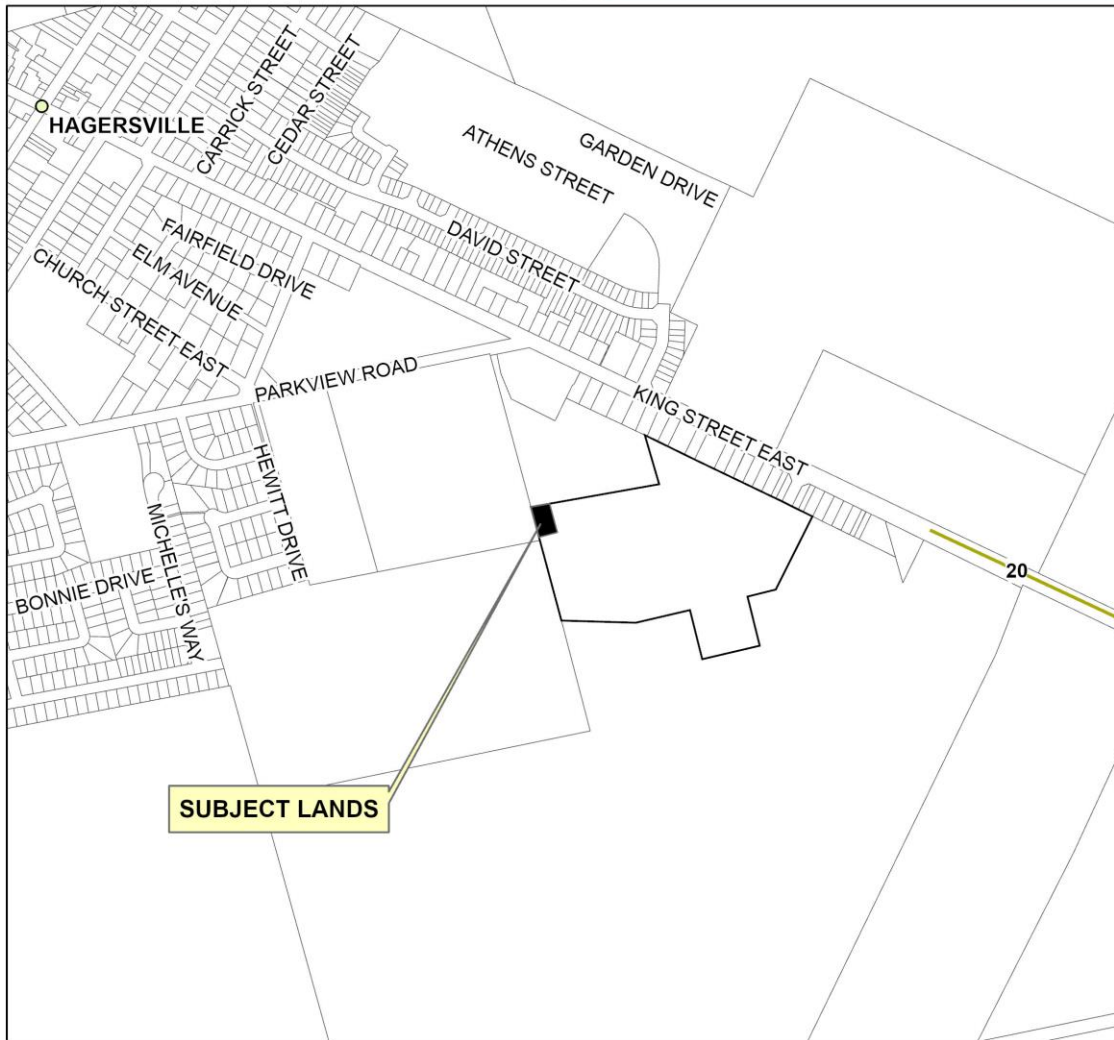 HAGERSVILLE
CARRICK STREET
CEDAR STREET
ATHENS STREET
GARDEN DRIVE
DAVID STREET
FAIRFIELD DRIVE
ELM AVENUE
CHURCH STREET EAST
PARKVIEW ROAD
KING STREET EAST
HEWITT DRIVE
MICHELLE'S WAY
BONNIE DRIVE
20
SUBJECT LANDS